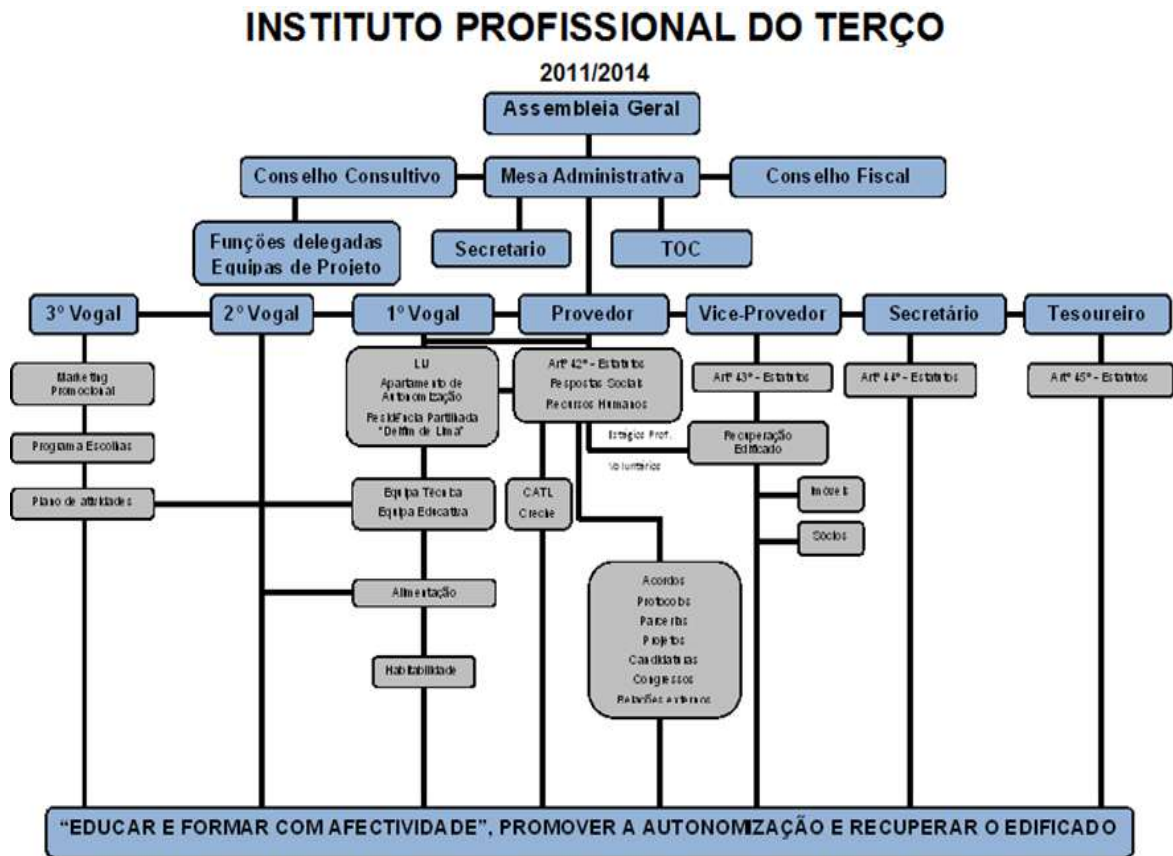 INSTITUTO PROFISSIONAL DO TERÇO
2011/2014
Assembleia Geral
Conselho Consultivo
Mesa Administrativa
Conselho Fiscal
Funções delegadas
Equipas de Projeto
Secretario
TOC
3º Vogal
2º Vogal
1º Vogal
Provedor
Vice-Provedor
Secretário
Tesoureiro
Marketing
Promocional
Programa Escolhas
Plano de atividades
Apartamento de
Autonomização
Residência Partilhada
"Delfim de Lima"
Equipa Técnica
Equipa Educativa
Alimentação
Habitabilidade
Artº 42º - Estatutos
Respostas Sociais
Recursos Humanos
Estágios Prof.
Voluntários
CATL
Creche
Acordos
Protocolos
Parcerias
Projetos
Candidaturas
Congressos
Relações externos
Artº 43º - Estatutos
Recuperação
Edificado
Imóveis
Sócios
Artº 44º - Estatutos
Artº 45º - Estatutos
“EDUCAR E FORMAR COM AFECTIVIDADE”, PROMOVER A AUTONOMIZAÇÃO E RECUPERAR O EDIFICADO